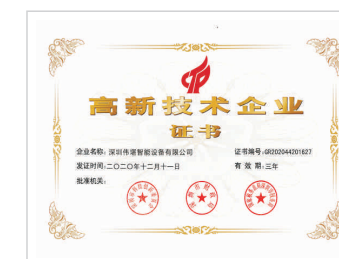 高新技术企业
证书
企业名称：深圳伟堪智能设备有限公司
证书编号：GR202044201627
发证时间：二〇二〇年十二月十一日
有 效 期：三年
批准机关：